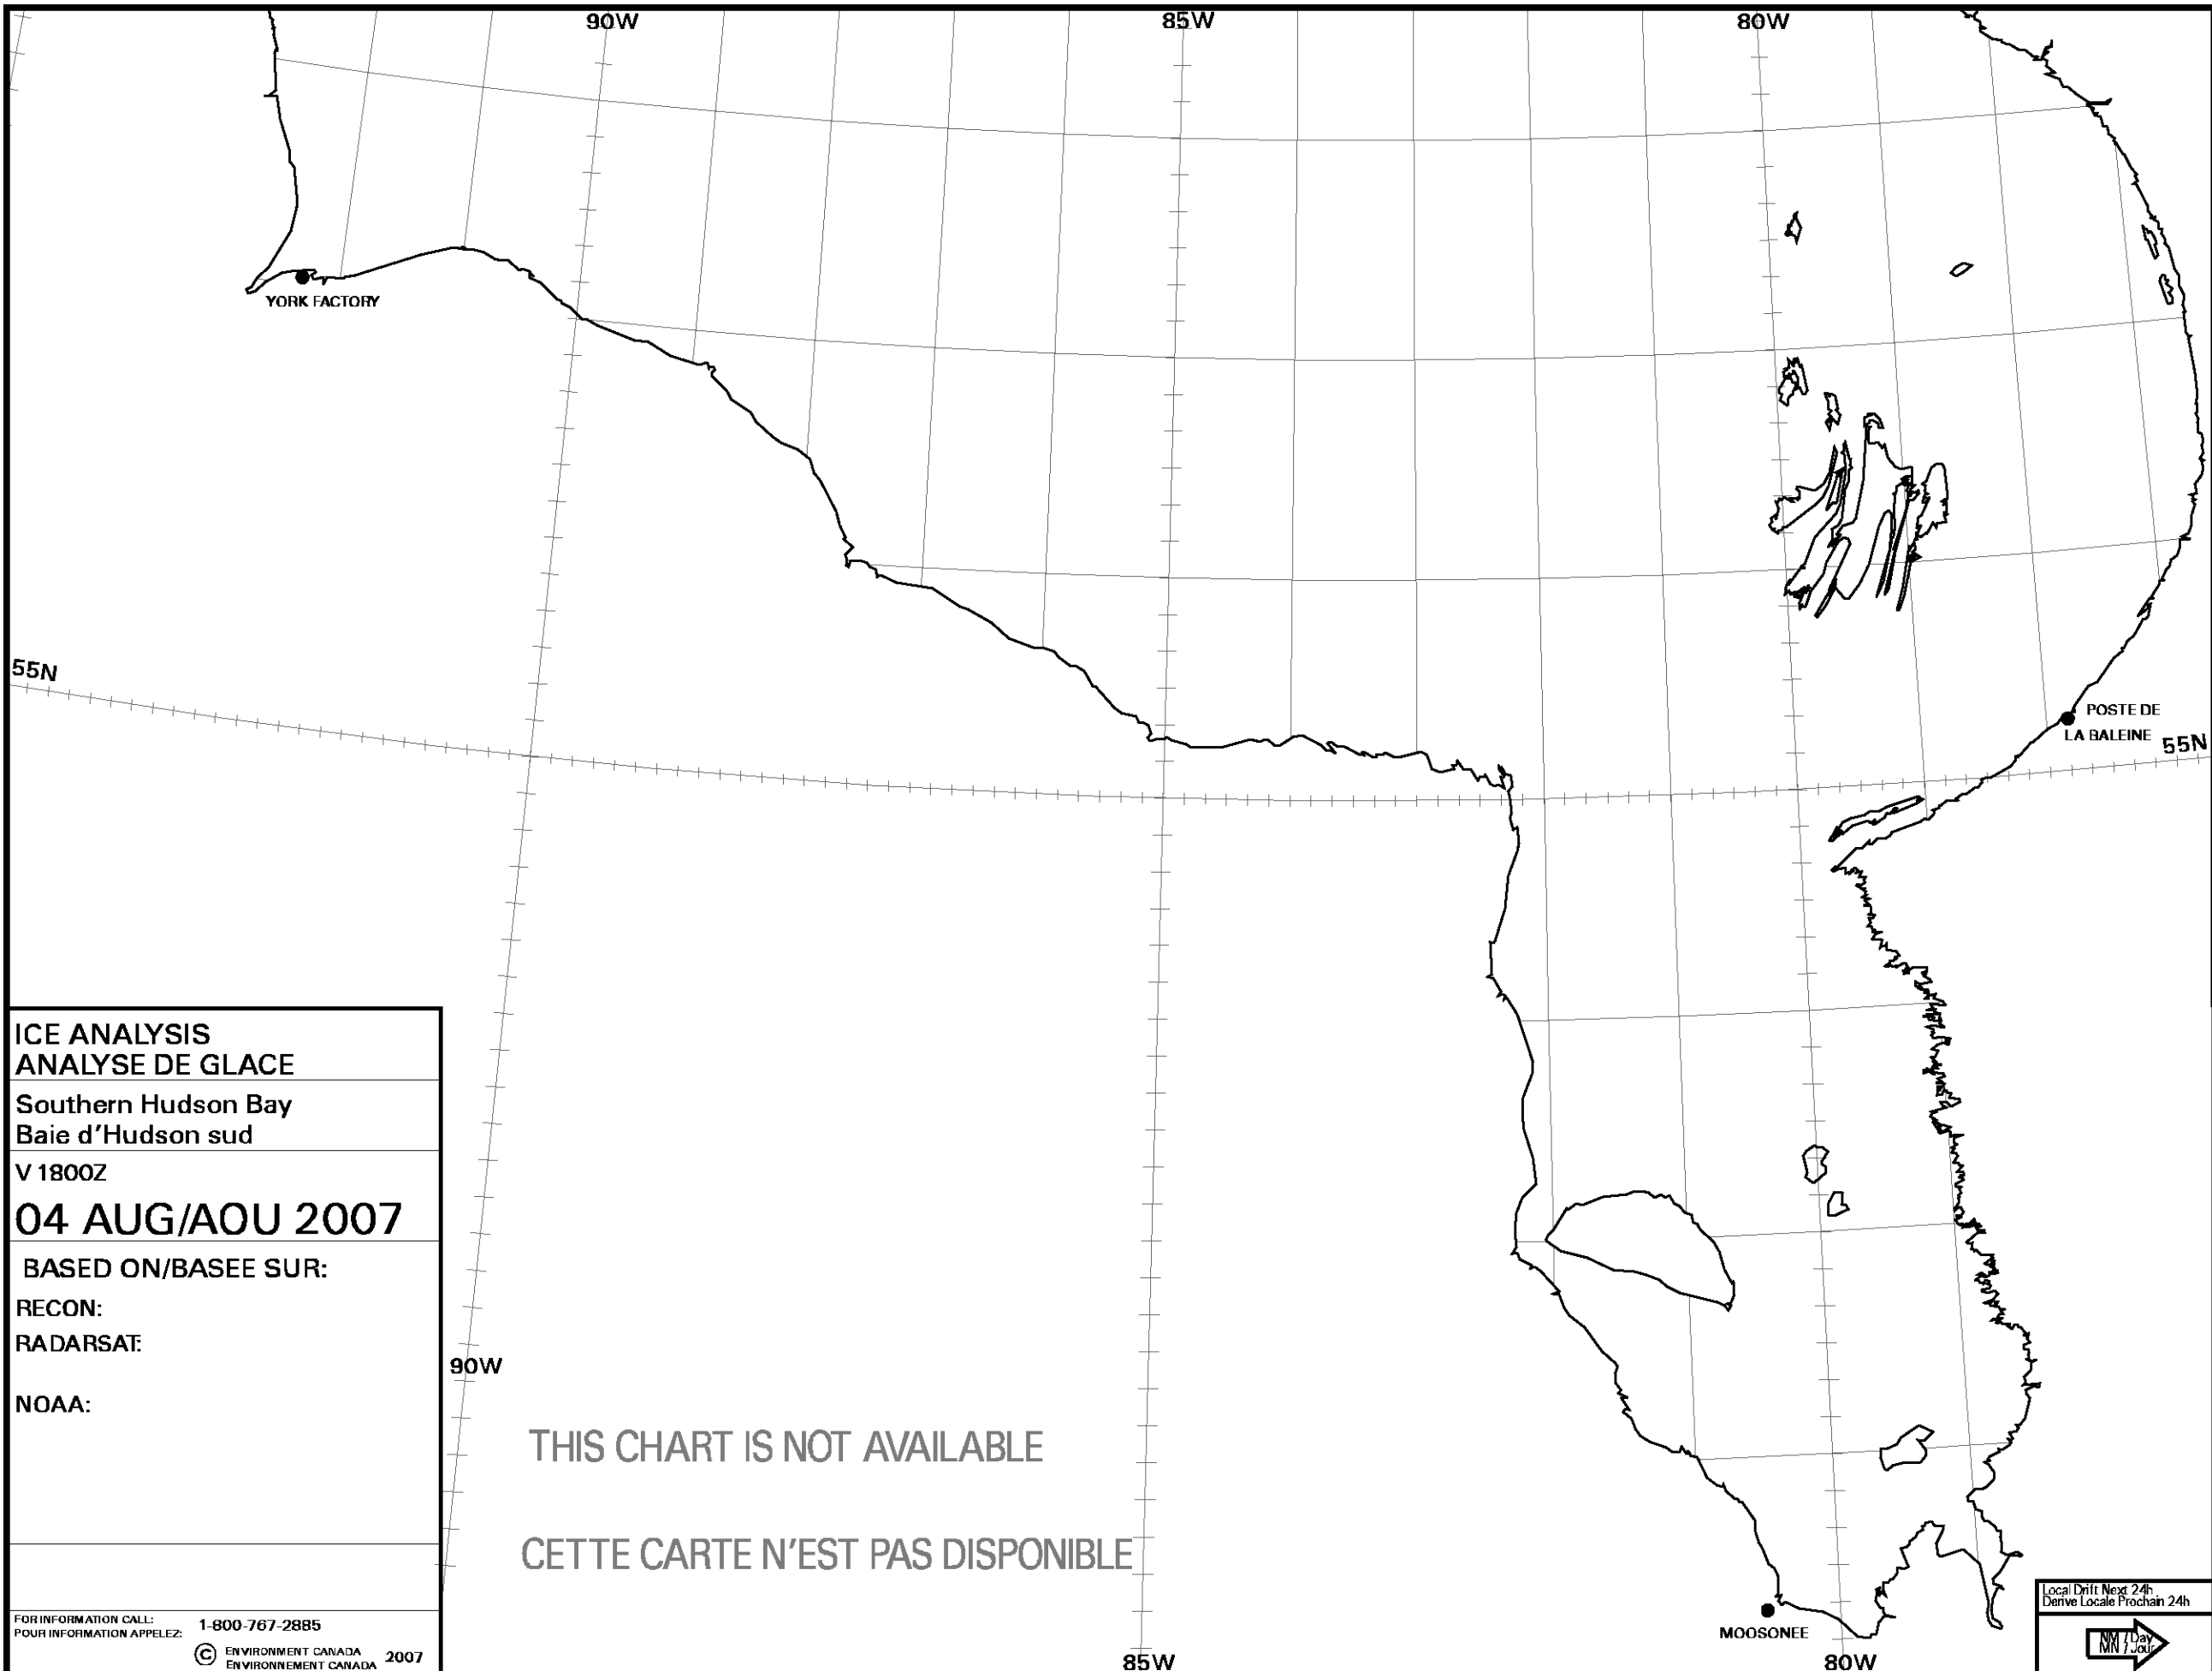 90W
85W
80W
YORK FACTORY
55N
POSTE DE
LA BALEINE
55N
ICE ANALYSIS
ANALYSE DE GLACE
Southern Hudson Bay
Baie d'Hudson sud
V 1800Z
04 AUG/AOU 2007
BASED ON/BASEE SUR:
RECON:
RADARSAT:
NOAA:
90W
THIS CHART IS NOT AVAILABLE
CETTE CARTE N'EST PAS DISPONIBLE
FOR INFORMATION CALL:
POUR INFORMATION APPELEZ:
1-800-767-2885
© ENVIRONMENT CANADA
ENVIRONNEMENT CANADA
2007
MOOSONEE
85W
80W
Local Drift Next 24h
Derive Locale Prochain 24h
NM / Day
MN / Jour